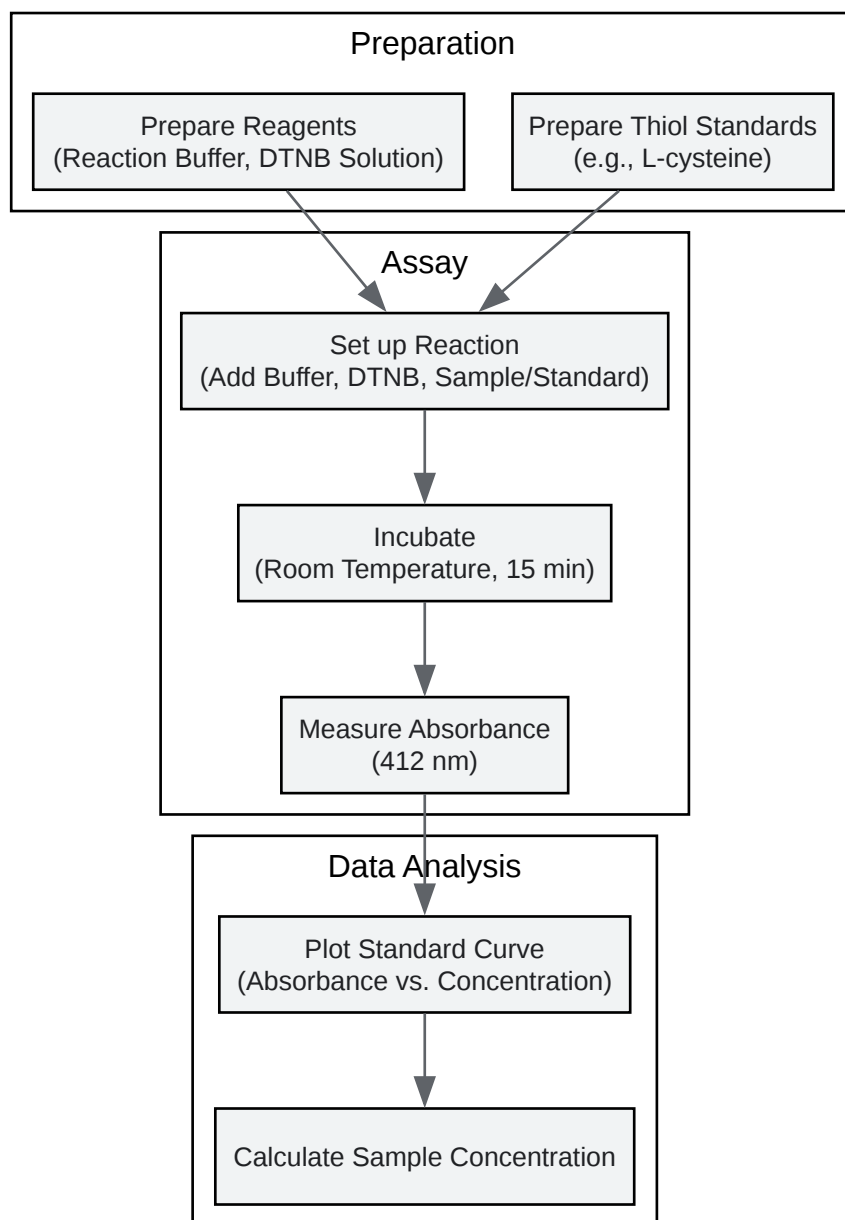 Preparation
Prepare Reagents
(Reaction Buffer, DTNB Solution)
Prepare Thiol Standards
(e.g., L-cysteine)
Assay
Set up Reaction
(Add Buffer, DTNB, Sample/Standard)
Incubate
(Room Temperature, 15 min)
Measure Absorbance
(412 nm)
Data Analysis
Plot Standard Curve
(Absorbance vs. Concentration)
Calculate Sample Concentration